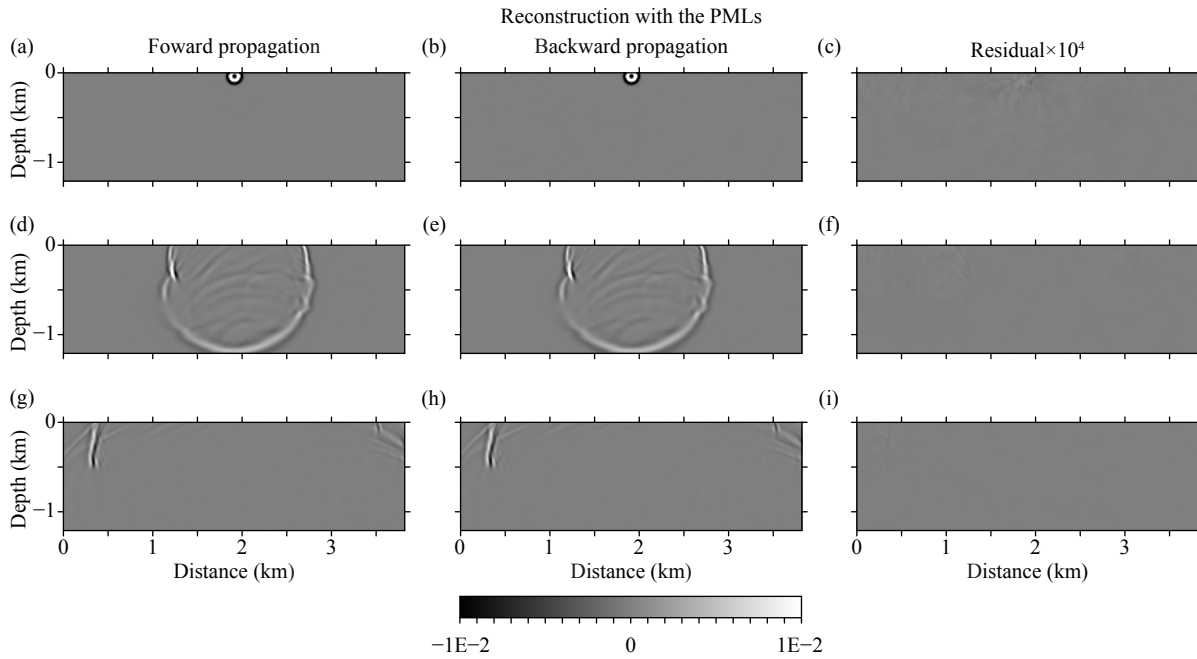 Reconstruction with the PMLs
(a) Foward propagation (b) Backward propagation (c) Residual×10⁴
0
Depth (km)
−1
(d) (e) (f)
0
Depth (km)
−1
(g) (h) (i)
0
Depth (km)
−1
0 1 2 3 0 1 2 3 0 1 2 3
Distance (km) Distance (km) Distance (km)
−1E−2 0 1E−2